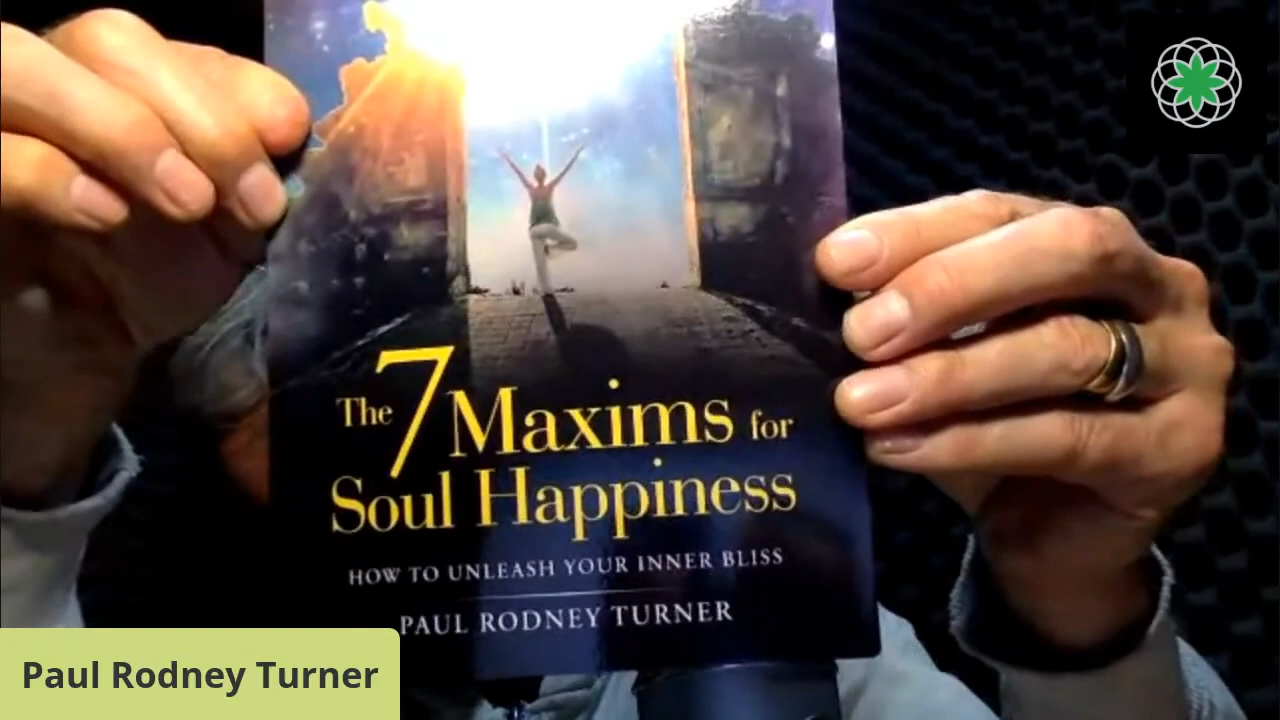 The 7 Maxims for
Soul Happiness
HOW TO UNLEASH YOUR INNER BLISS
PAUL RODNEY TURNER
Paul Rodney Turner